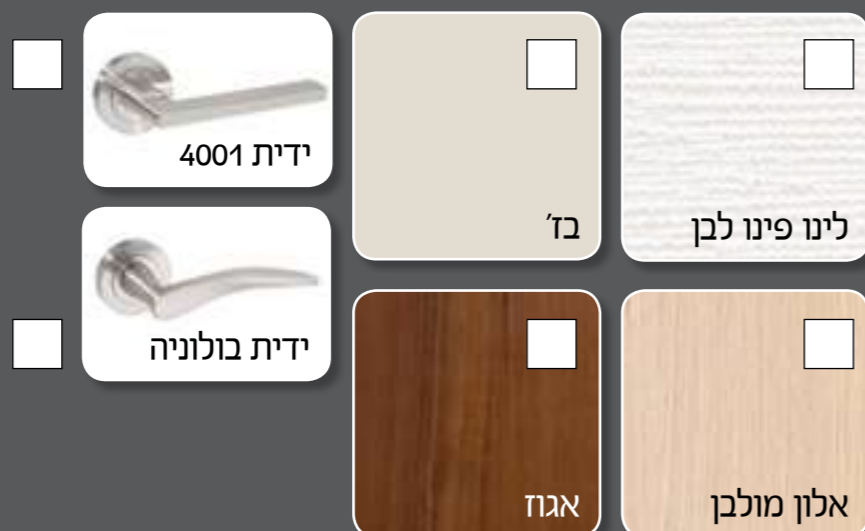 לינו פינו לבן
בז'
ידית 4001
ידית בולוניה
אלון מולבן
אגוז